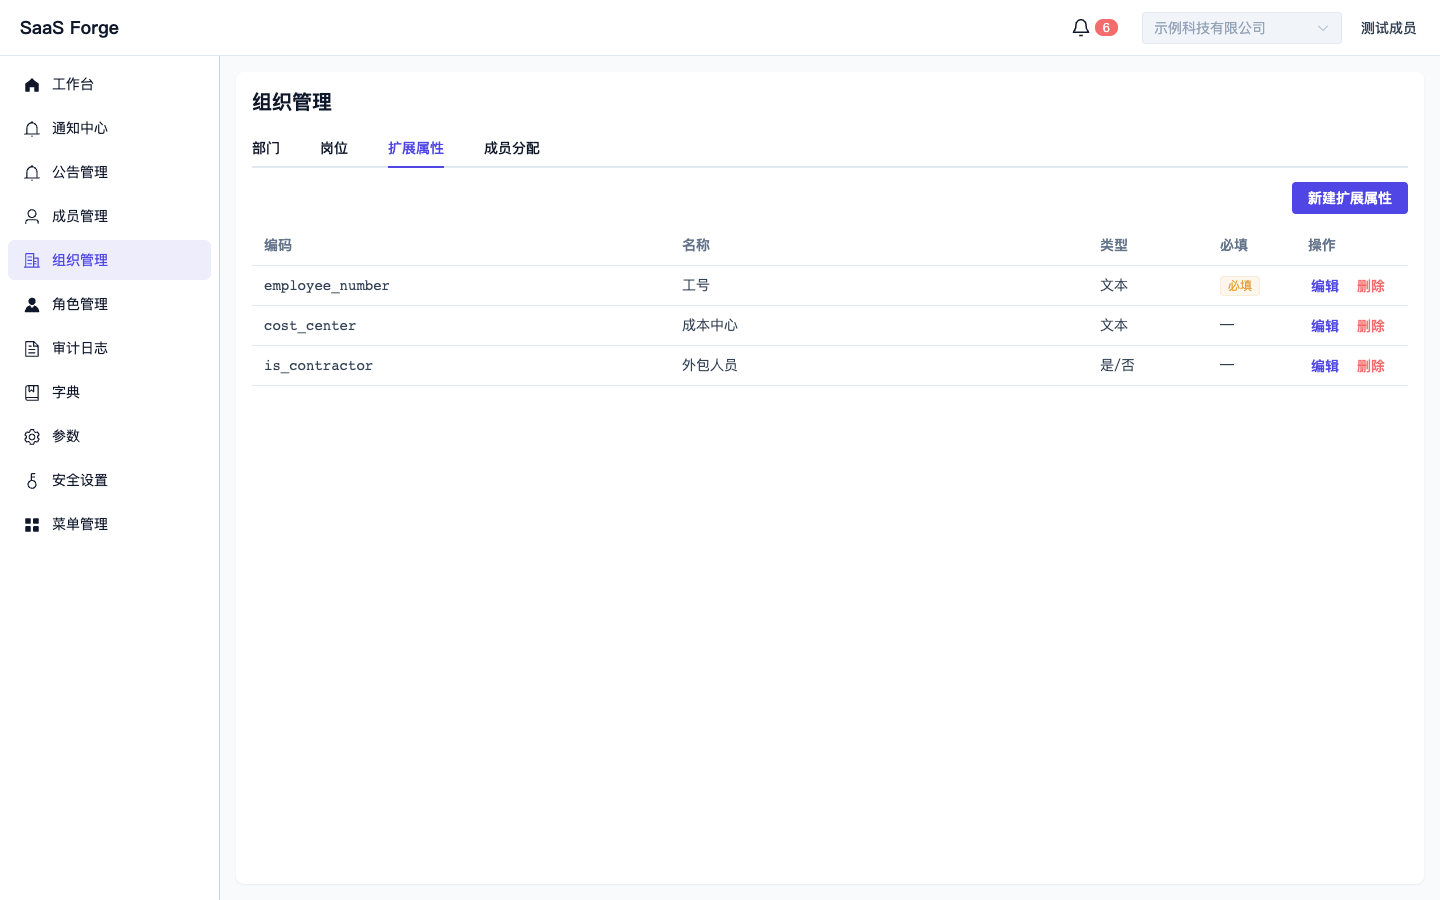 SaaS Forge
6
示例科技有限公司
测试成员
工作台
通知中心
公告管理
成员管理
组织管理
角色管理
审计日志
字典
参数
安全设置
菜单管理
组织管理
部门 岗位 扩展属性 成员分配
新建扩展属性
编码 名称 类型 必填 操作
employee_number 工号 文本 必填 编辑 删除
cost_center 成本中心 文本 — 编辑 删除
is_contractor 外包人员 是/否 — 编辑 删除